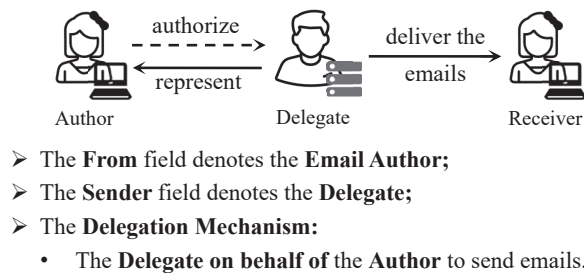 authorize
deliver the
represent
emails
Author
Delegate
Receiver
➢ The From field denotes the Email Author;
➢ The Sender field denotes the Delegate;
➢ The Delegation Mechanism:
• The Delegate on behalf of the Author to send emails.